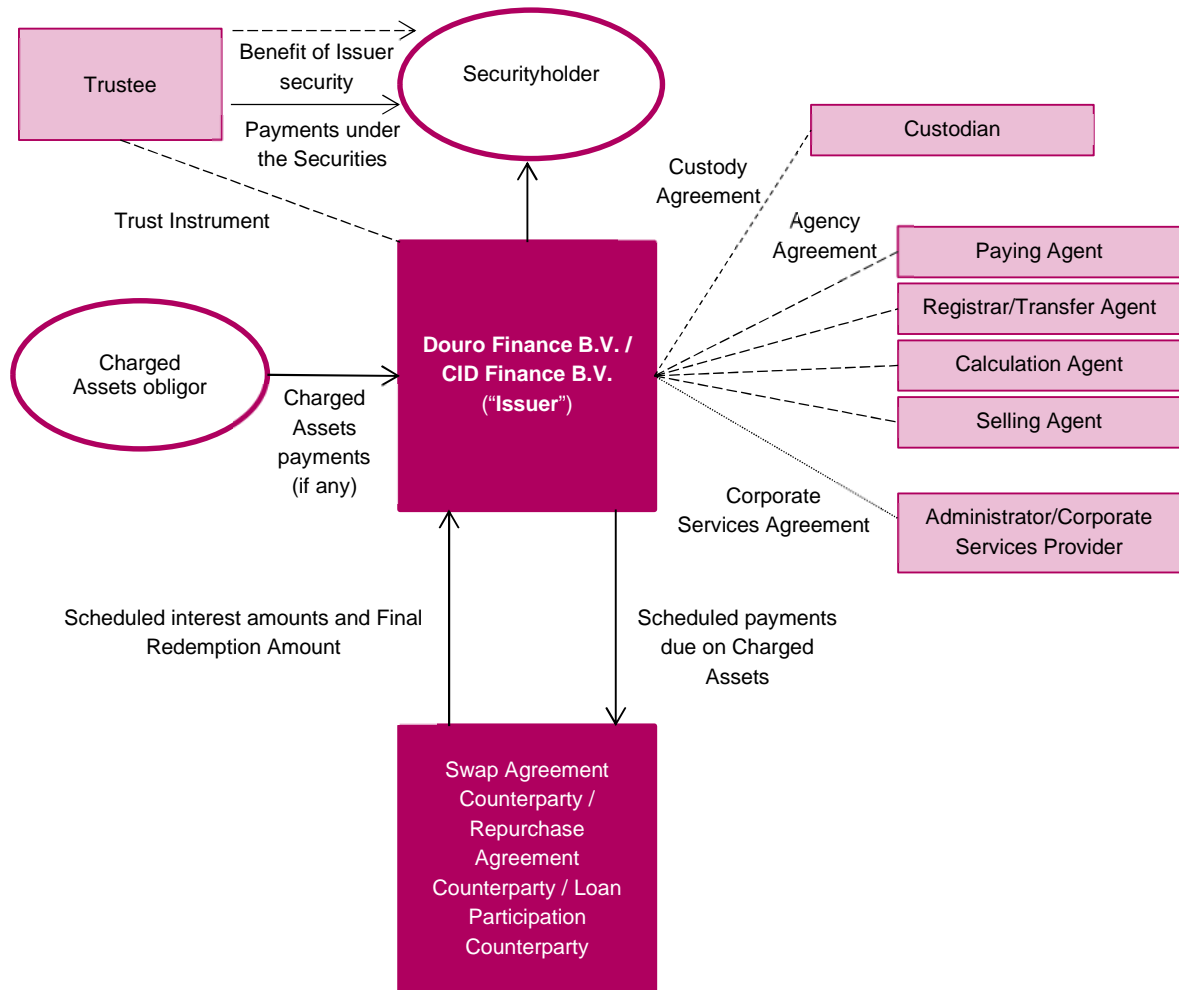 Trustee
Benefit of Issuer
security
Payments under
the Securities
Securityholder
Trust Instrument
Custodian
Custody
Agreement
Agency
Agreement
Paying Agent
Registrar/Transfer Agent
Calculation Agent
Selling Agent
Charged
Assets obligor
Charged
Assets
payments
(if any)
Douro Finance B.V. /
CID Finance B.V.
(“Issuer”)
Corporate
Services Agreement
Administrator/Corporate
Services Provider
Scheduled interest amounts and Final
Redemption Amount
Scheduled payments
due on Charged
Assets
Swap Agreement
Counterparty /
Repurchase
Agreement
Counterparty / Loan
Participation
Counterparty